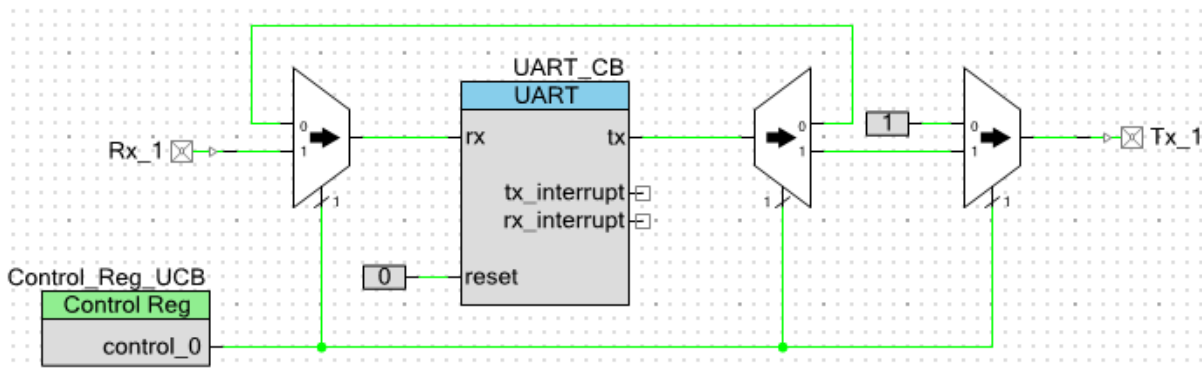 UART_CB
UART
0
1
Rx_1
1
rx
tx
0
1
1
0
1
Tx_1
1
tx_interrupt
1
1
rx_interrupt
0
reset
Control_Reg_UCB
Control Reg
control_0